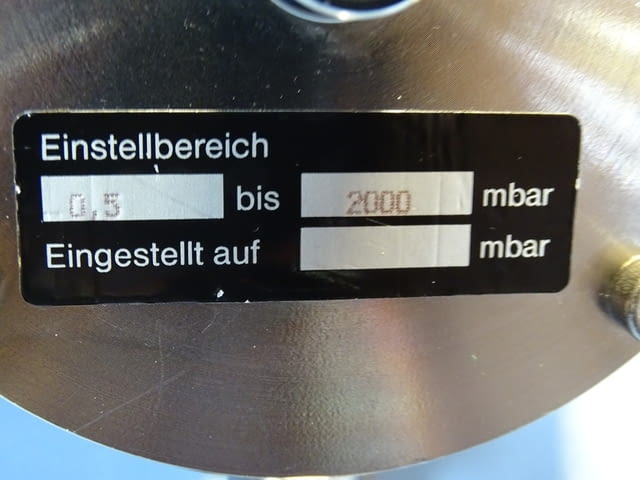 Einstellbereich
0,5 bis 2000 mbar
Eingestellt auf mbar